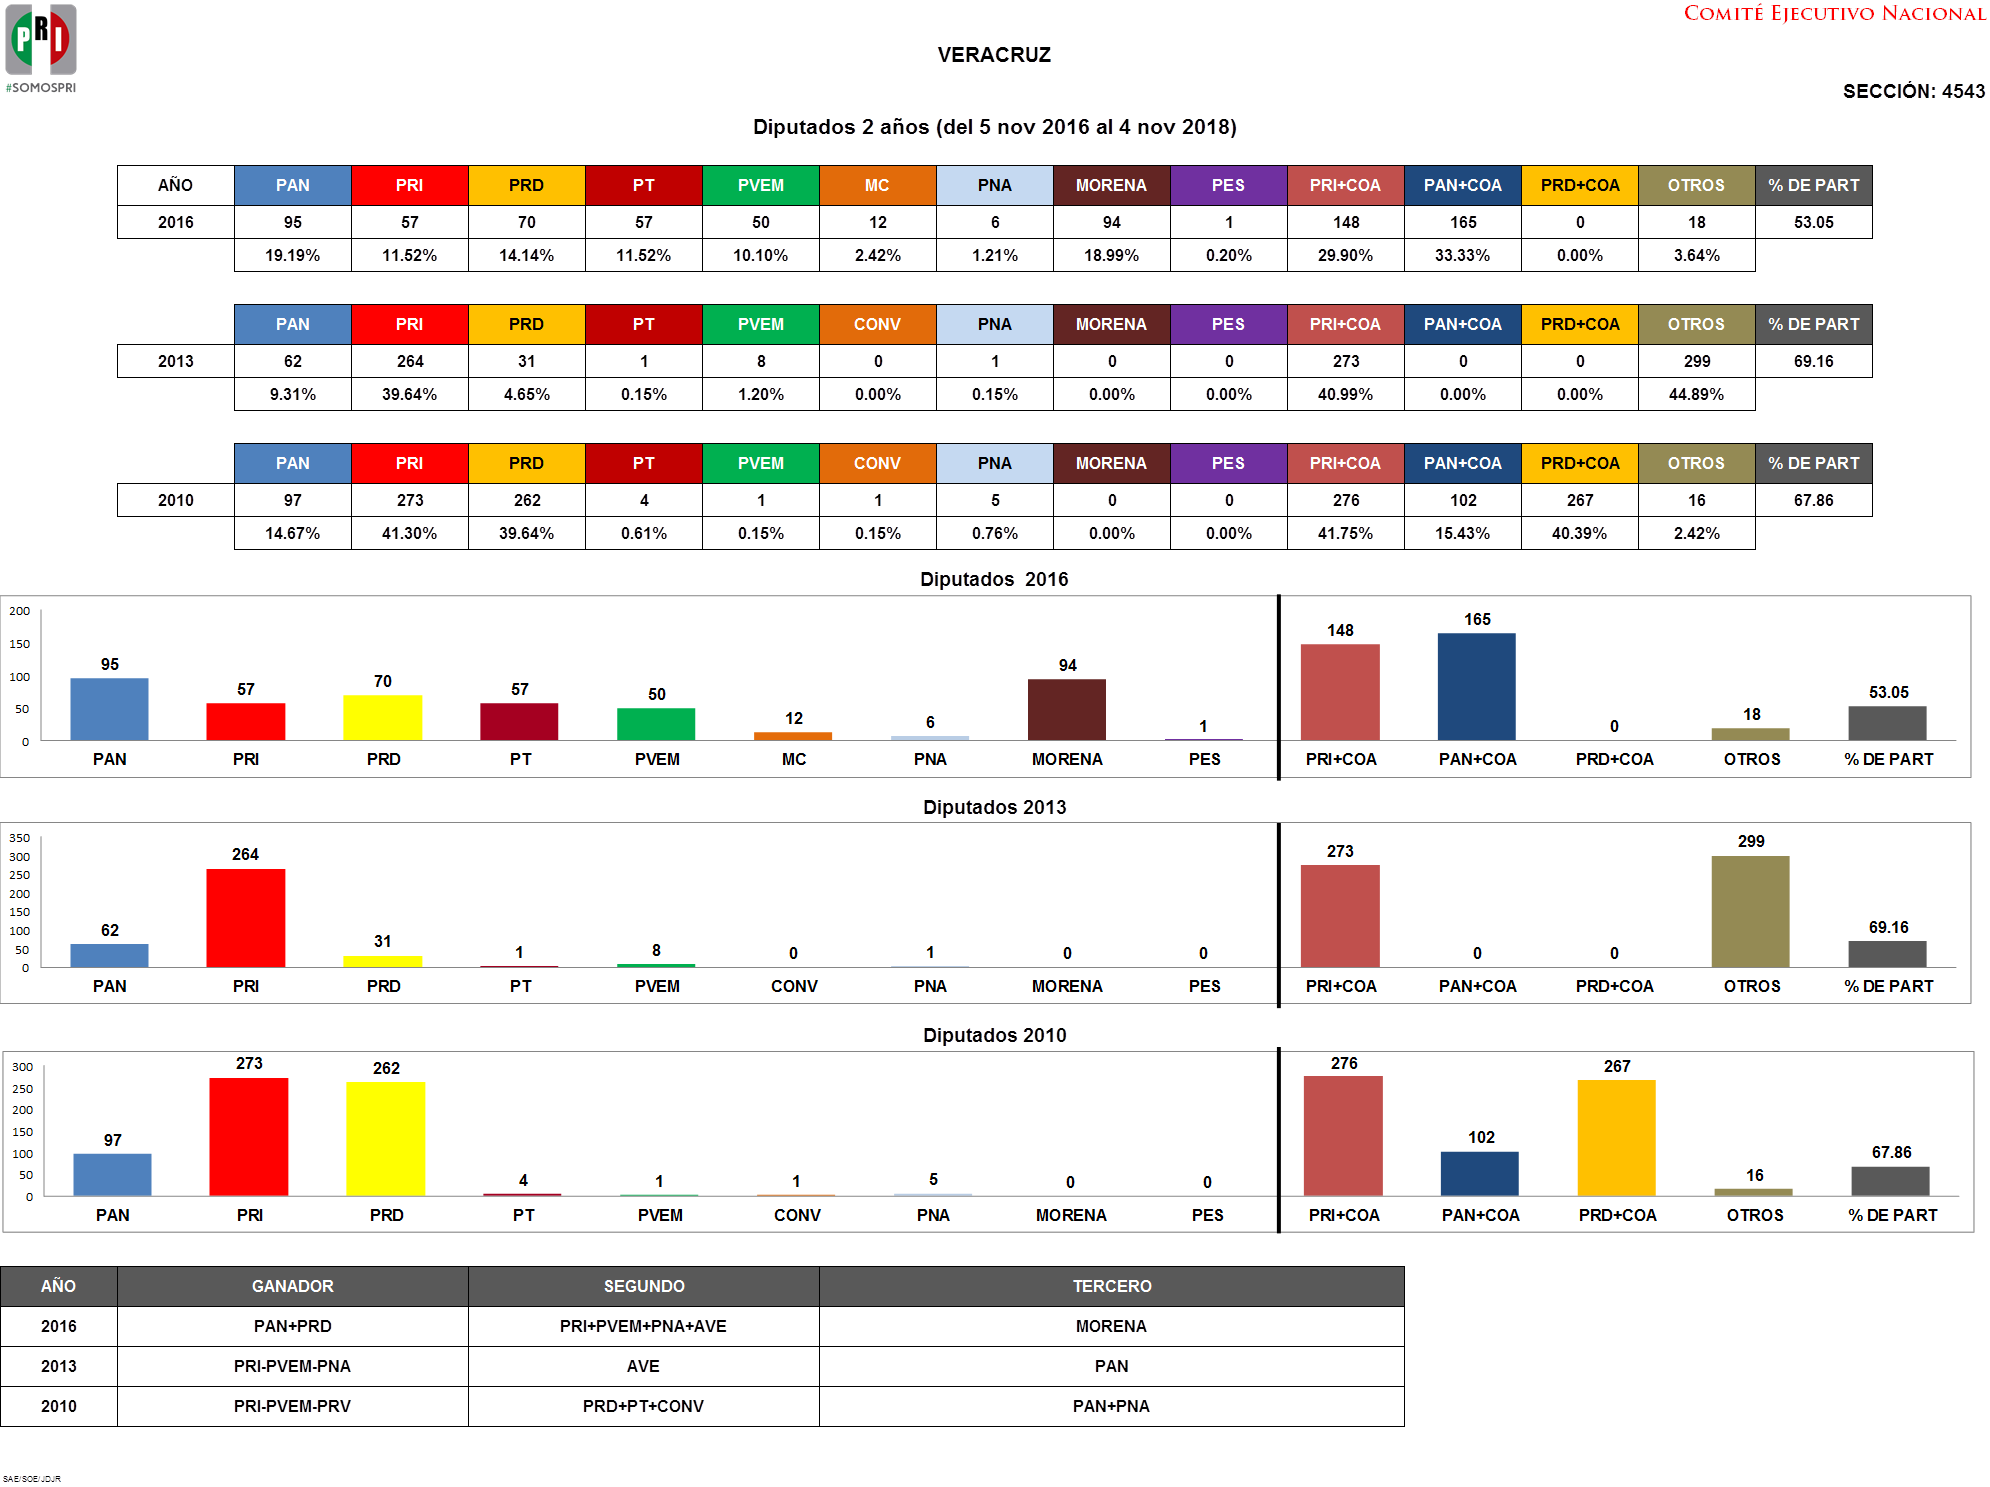 COMITÉ EJECUTIVO NACIONAL
PRI
#SOMOSPRI
VERACRUZ
SECCIÓN: 4543
Diputados 2 años (del 5 nov 2016 al 4 nov 2018)
AÑO PAN PRI PRD PT PVEM MC PNA MORENA PES PRI+COA PAN+COA PRD+COA OTROS % DE PART
2016 95 57 70 57 50 12 6 94 1 148 165 0 18 53.05
19.19% 11.52% 14.14% 11.52% 10.10% 2.42% 1.21% 18.99% 0.20% 29.90% 33.33% 0.00% 3.64%
PAN PRI PRD PT PVEM CONV PNA MORENA PES PRI+COA PAN+COA PRD+COA OTROS % DE PART
2013 62 264 31 1 8 0 1 0 0 273 0 0 299 69.16
9.31% 39.64% 4.65% 0.15% 1.20% 0.00% 0.15% 0.00% 0.00% 40.99% 0.00% 0.00% 44.89%
PAN PRI PRD PT PVEM CONV PNA MORENA PES PRI+COA PAN+COA PRD+COA OTROS % DE PART
2010 97 273 262 4 1 1 5 0 0 276 102 267 16 67.86
14.67% 41.30% 39.64% 0.61% 0.15% 0.15% 0.76% 0.00% 0.00% 41.75% 15.43% 40.39% 2.42%
Diputados 2016
200
150
100
50
0
95 57 70 57 50 12 6 94 1 148 165 0 18 53.05
PAN PRI PRD PT PVEM MC PNA MORENA PES PRI+COA PAN+COA PRD+COA OTROS % DE PART
Diputados 2013
350
300
250
200
150
100
50
0
62 264 31 1 8 0 1 0 0 273 0 0 299 69.16
PAN PRI PRD PT PVEM CONV PNA MORENA PES PRI+COA PAN+COA PRD+COA OTROS % DE PART
Diputados 2010
300
250
200
150
100
50
0
97 273 262 4 1 1 5 0 0 276 102 267 16 67.86
PAN PRI PRD PT PVEM CONV PNA MORENA PES PRI+COA PAN+COA PRD+COA OTROS % DE PART
AÑO GANADOR SEGUNDO TERCERO
2016 PAN+PRD PRI+PVEM+PNA+AVE MORENA
2013 PRI-PVEM-PNA AVE PAN
2010 PRI-PVEM-PRV PRD+PT+CONV PAN+PNA
SAE/SOE/JDJR